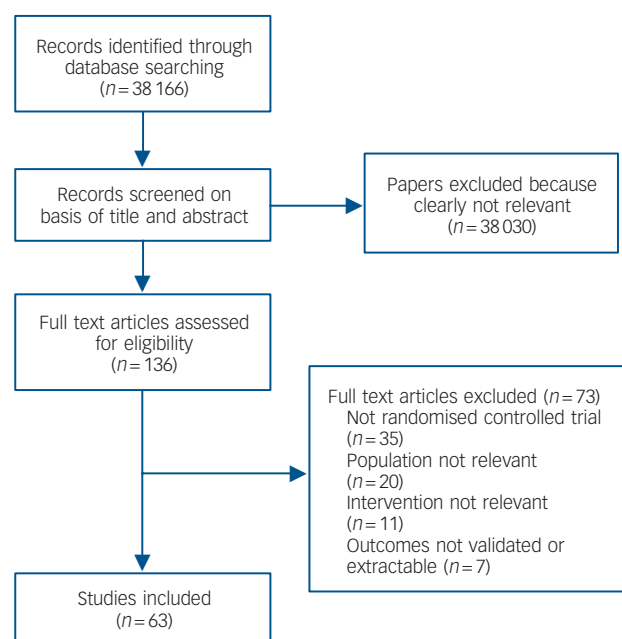 Records identified through
database searching
(n=38 166)
Records screened on
basis of title and abstract
Papers excluded because
clearly not relevant
(n=38 030)
Full text articles assessed
for eligibility
(n=136)
Full text articles excluded (n=73)
Not randomised controlled trial
(n=35)
Population not relevant
(n=20)
Intervention not relevant
(n=11)
Outcomes not validated or
extractable (n=7)
Studies included
(n=63)